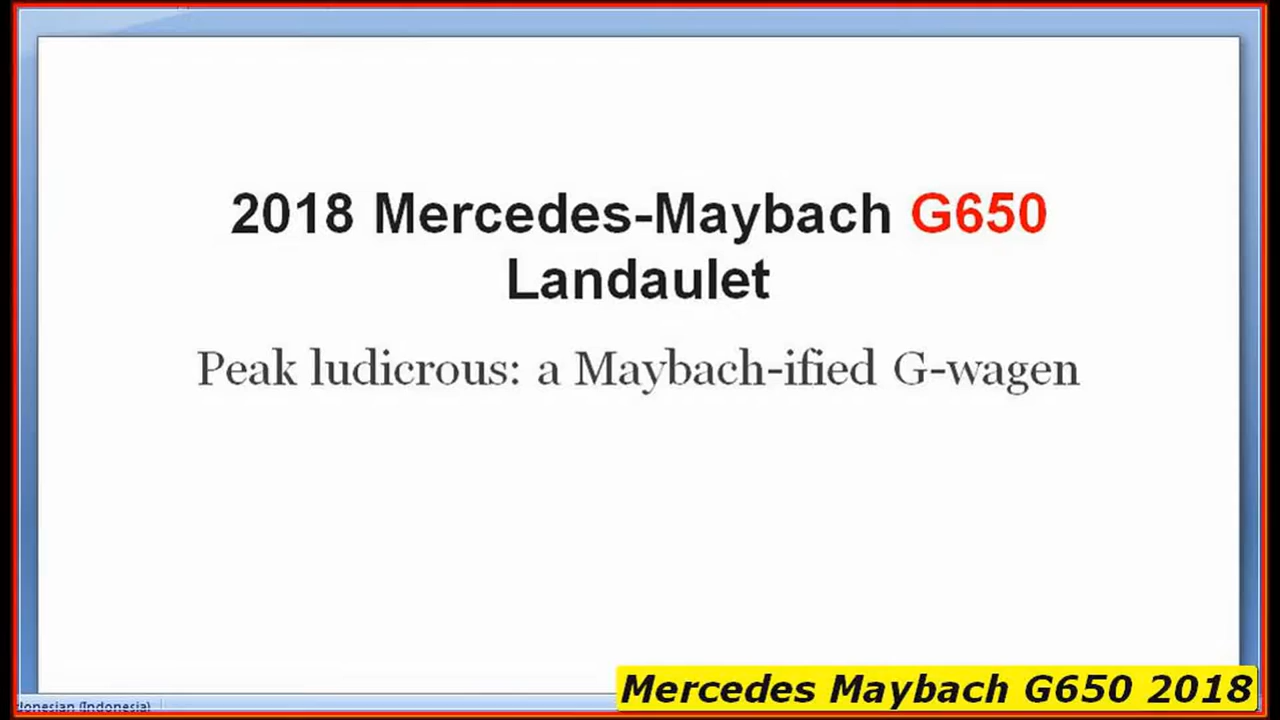 2018 Mercedes-Maybach G650
Landaulet
Peak ludicrous: a Maybach-ified G-wagen
Mercedes Maybach G650 2018
donesian (Indonesia)